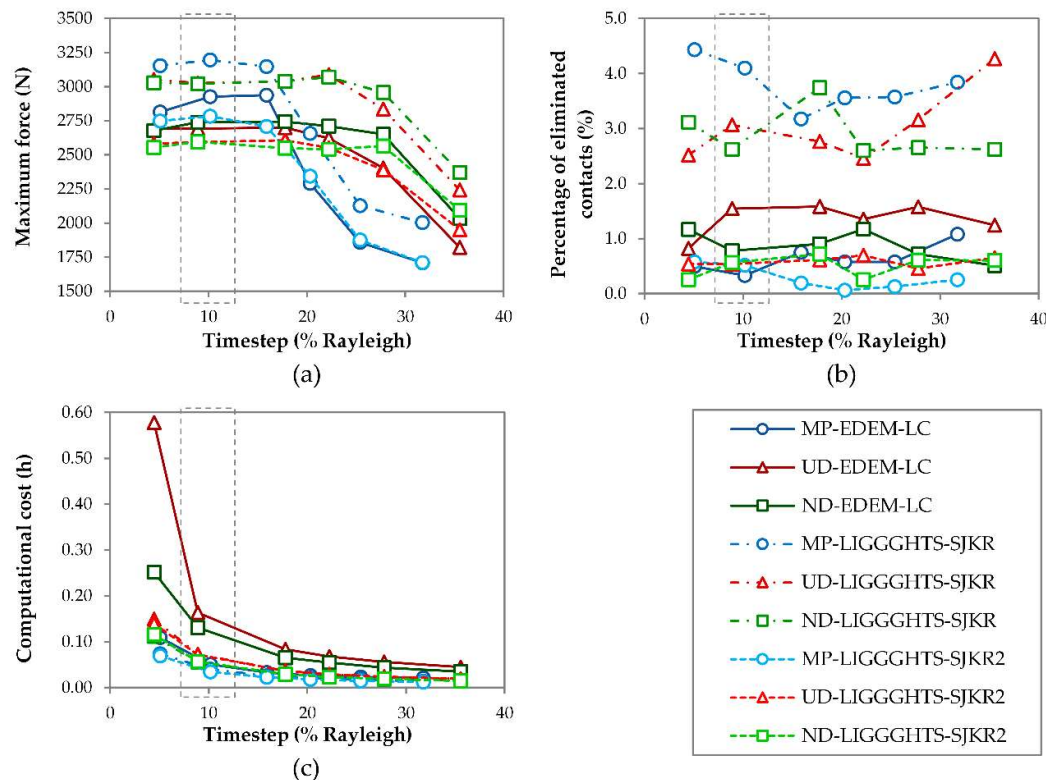 3500
3250
3000
2750
2500
2250
2000
1750
1500
Maximum force (N)
0 10 20 30 40
Timestep (% Rayleigh)
(a)
5.0
4.0
3.0
2.0
1.0
0.0
Percentage of eliminated
contacts (%)
0 10 20 30 40
Timestep (% Rayleigh)
(b)
0.60
0.50
0.40
0.30
0.20
0.10
0.00
Computational cost (h)
0 10 20 30 40
Timestep (% Rayleigh)
(c)
MP-EDEM-LC
UD-EDEM-LC
ND-EDEM-LC
MP-LIGGGHTS-SJKR
UD-LIGGGHTS-SJKR
ND-LIGGGHTS-SJKR
MP-LIGGGHTS-SJKR2
UD-LIGGGHTS-SJKR2
ND-LIGGGHTS-SJKR2